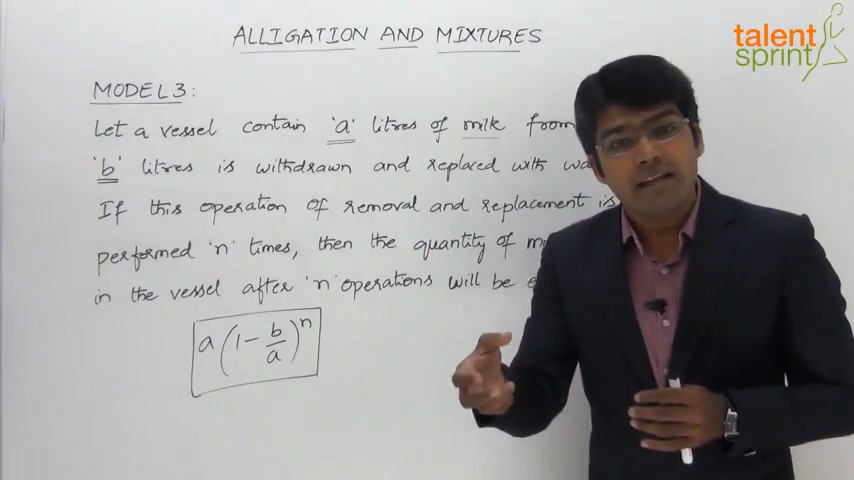 ALLIGATION AND MIXTURES
talent
sprint
MODEL 3:
Let a vessel contain 'a' litres of milk from
'b' litres is withdrawn and replaced with
If this operation of removal and replacement is
performed 'n' times, then the quantity of
in the vessel after 'n' operations will be
a(1-b/a)^n